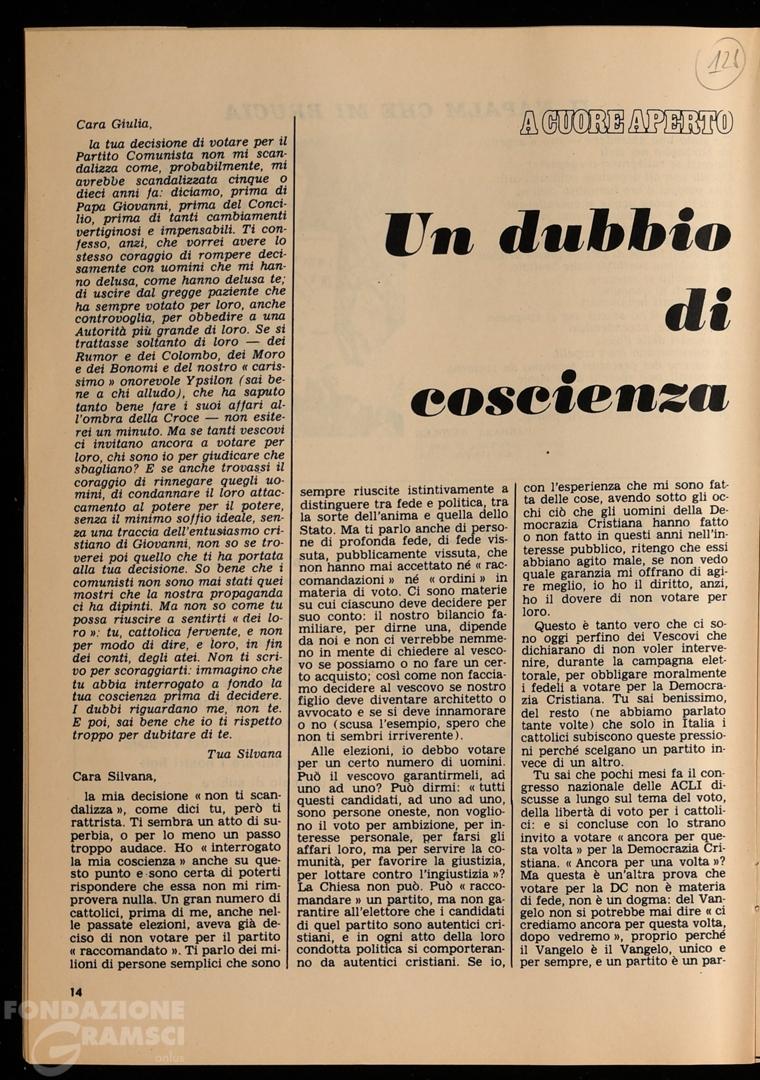 128
A CUORE APERTO
Un dubbio
di
coscienza
Cara Giulia,
la tua decisione di votare per il
Partito Comunista non mi scan-
dalizza come, probabilmente, mi
avrebbe scandalizzata cinque o
dieci anni fa: diciamo, prima di
Papa Giovanni, prima del Conci-
lio, prima di tanti cambiamenti
vertiginosi e impensabili. Ti con-
fesso, anzi, che vorrei avere lo
stesso coraggio di rompere deci-
samente con uomini che mi han-
no delusa, come hanno delusa te;
di uscire dal gregge paziente che
ha sempre votato per loro, anche
controvoglia, per obbedire a una
Autorità più grande di loro. Se si
trattasse soltanto di loro — dei
Rumor e dei Colombo, dei Moro
e dei Bonomi e del nostro « caris-
simo » onorevole Ypsilon (sai be-
ne a chi alludo), che ha saputo
tanto bene fare i suoi affari al-
l'ombra della Croce — non esite-
rei un minuto. Ma se tanti vescovi
ci invitano ancora a votare per
loro, chi sono io per giudicare che
sbagliano? E se anche trovassi il
coraggio di rinnegare quegli uo-
mini, di condannare il loro attac-
camento al potere per il potere,
senza il minimo soffio ideale, sen-
za una traccia dell'entusiasmo cri-
stiano di Giovanni, non so se tro-
verei poi quello che ti ha portata
alla tua decisione. So bene che i
comunisti non sono mai stati quei
mostri che la nostra propaganda
ci ha dipinti. Ma non so come tu
possa riuscire a sentirti « dei lo-
ro »: tu, cattolica fervente, e non
per modo di dire, e loro, in fin
dei conti, degli atei. Non ti scri-
vo per scoraggiarti: immagino che
tu abbia interrogato a fondo la
tua coscienza prima di decidere.
I dubbi riguardano me, non te.
E poi, sai bene che io ti rispetto
troppo per dubitare di te.
Tua Silvana
Cara Silvana,
la mia decisione « non ti scan-
dalizza », come dici tu, però ti
rattrista. Ti sembra un atto di su-
perbia, o per lo meno un passo
troppo audace. Ho « interrogato
la mia coscienza » anche su que-
sto punto e sono certa di poterti
rispondere che essa non mi rim-
provera nulla. Un gran numero di
cattolici, prima di me, anche nel-
le passate elezioni, aveva già de-
ciso di non votare per il partito
« raccomandato ». Ti parlo dei mi-
lioni di persone semplici che sono
sempre riuscite istintivamente a
distinguere tra fede e politica, tra
la sorte dell'anima e quella dello
Stato. Ma ti parlo anche di perso-
ne di profonda fede, di fede vis-
suta, pubblicamente vissuta, che
non hanno mai accettato né « rac-
comandazioni » né « ordini » in
materia di voto. Ci sono materie
su cui ciascuno deve decidere per
suo conto: il nostro bilancio fa-
miliare, per dirne una, dipende
da noi e non ci verrebbe nemme-
no in mente di chiedere al vesco-
vo se possiamo o no fare un cer-
to acquisto; così come non faccia-
mo decidere al vescovo se nostro
figlio deve diventare architetto o
avvocato e se si deve innamorare
o no (scusa l'esempio, spero che
non ti sembri irriverente).
Alle elezioni, io debbo votare
per un certo numero di uomini.
Può il vescovo garantirmeli, ad
uno ad uno? Può dirmi: « tutti
questi candidati, ad uno ad uno,
sono persone oneste, non voglio-
no il voto per ambizione, per in-
teresse personale, per farsi gli
affari loro, ma per servire la co-
munità, per favorire la giustizia,
per lottare contro l'ingiustizia »?
La Chiesa non può. Può « racco-
mandare » un partito, ma non ga-
rantire all'elettore che i candidati
di quel partito sono autentici cri-
stiani, e in ogni atto della loro
condotta politica si comporteran-
no da autentici cristiani. Se io,
con l'esperienza che mi sono fat-
ta delle cose, avendo sotto gli oc-
chi ciò che gli uomini della De-
mocrazia Cristiana hanno fatto
o non fatto in questi anni nell'in-
teresse pubblico, ritengo che essi
abbiano agito male, se non vedo
quale garanzia mi offrano di agi-
re meglio, io ho il diritto, anzi,
ho il dovere di non votare per
loro.
Questo è tanto vero che ci so-
no oggi perfino dei Vescovi che
dichiarano di non voler interve-
nire, durante la campagna elet-
torale, per obbligare moralmente
i fedeli a votare per la Democra-
zia Cristiana. Tu sai benissimo,
del resto (ne abbiamo parlato
tante volte) che solo in Italia i
cattolici subiscono queste pressio-
ni perché scelgano un partito in-
vece di un altro.
Tu sai che pochi mesi fa il con-
gresso nazionale delle ACLI di-
scusse a lungo sul tema del voto,
della libertà di voto per i cattoli-
ci: e si concluse con lo strano
invito a votare « ancora per que-
sta volta » per la Democrazia Cri-
stiana. « Ancora per una volta »?
Ma questa è un'altra prova che
votare per la DC non è materia
di fede, non è un dogma: del Van-
gelo non si potrebbe mai dire « ci
crediamo ancora per questa volta,
dopo vedremo », proprio perché
il Vangelo è il Vangelo, unico e
per sempre, e un partito è un par-
14
FONDAZIONE
GRAMSCI
onlus